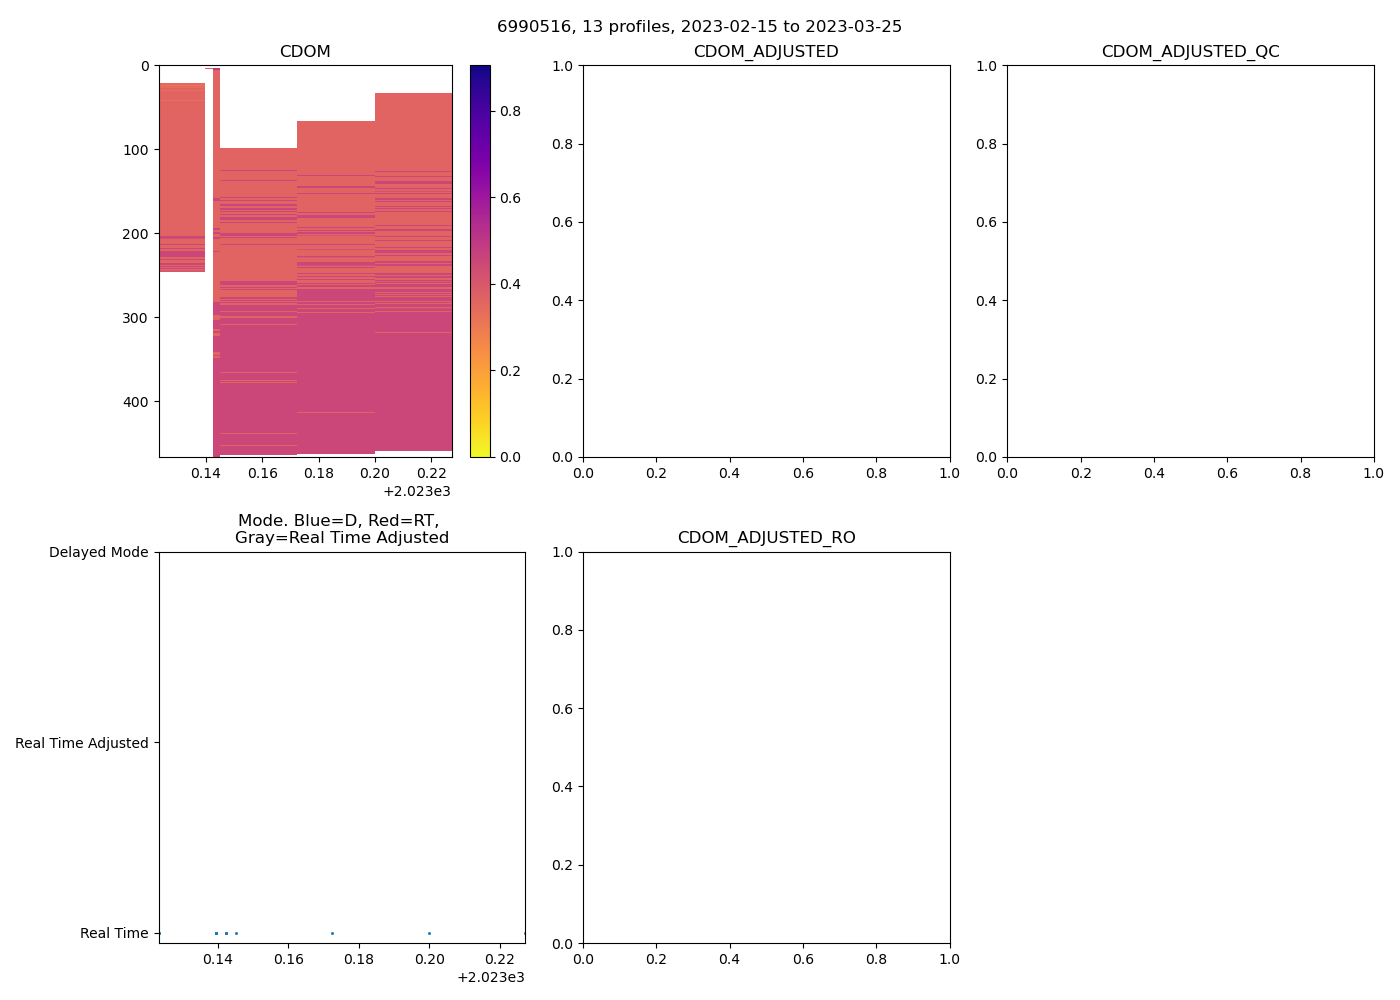 6990516, 13 profiles, 2023-02-15 to 2023-03-25
CDOM
0
100
200
300
400
0.14 0.16 0.18 0.20 0.22
+2.023e3
0.8
0.6
0.4
0.2
0.0
CDOM_ADJUSTED
1.0
0.8
0.6
0.4
0.2
0.0
0.0 0.2 0.4 0.6 0.8 1.0
CDOM_ADJUSTED_QC
1.0
0.8
0.6
0.4
0.2
0.0
0.0 0.2 0.4 0.6 0.8 1.0
Mode. Blue=D, Red=RT,
Gray=Real Time Adjusted
Delayed Mode
Real Time Adjusted
Real Time
0.14 0.16 0.18 0.20 0.22
+2.023e3
CDOM_ADJUSTED_RO
1.0
0.8
0.6
0.4
0.2
0.0
0.0 0.2 0.4 0.6 0.8 1.0